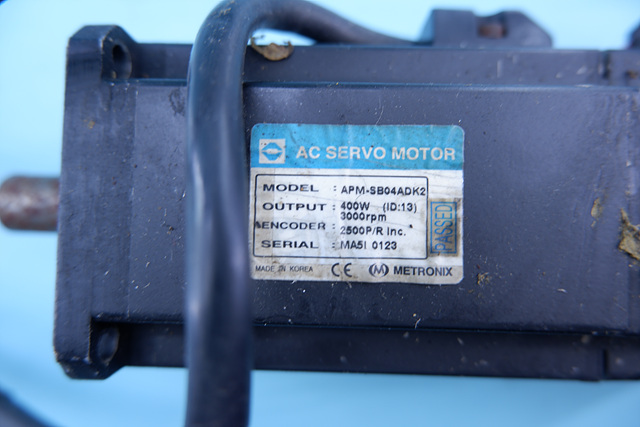 AC SERVO MOTOR
MODEL : APM-SB04ADK2
OUTPUT : 400W (ID:13)
3000rpm
ENCODER : 2500P/R Inc.
SERIAL : MA5I 0123
PASSED
MADE IN KOREA CE METRONIX